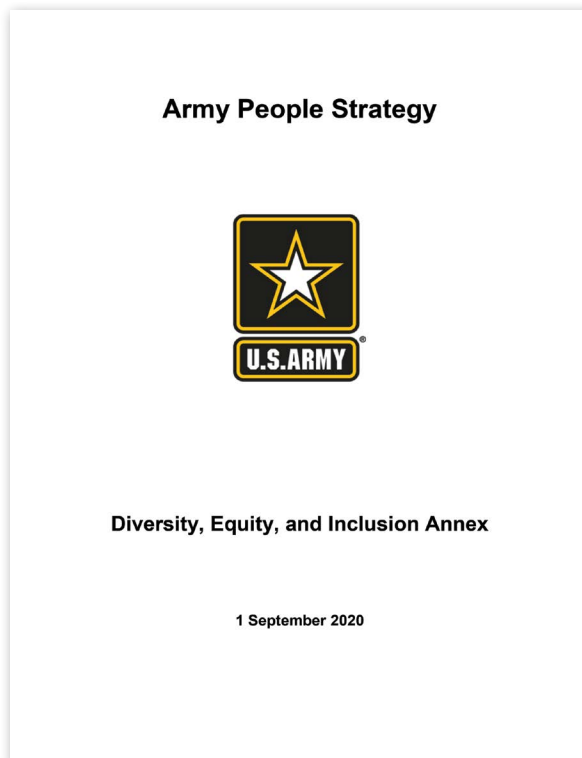 Army People Strategy
U.S.ARMY®
Diversity, Equity, and Inclusion Annex
1 September 2020